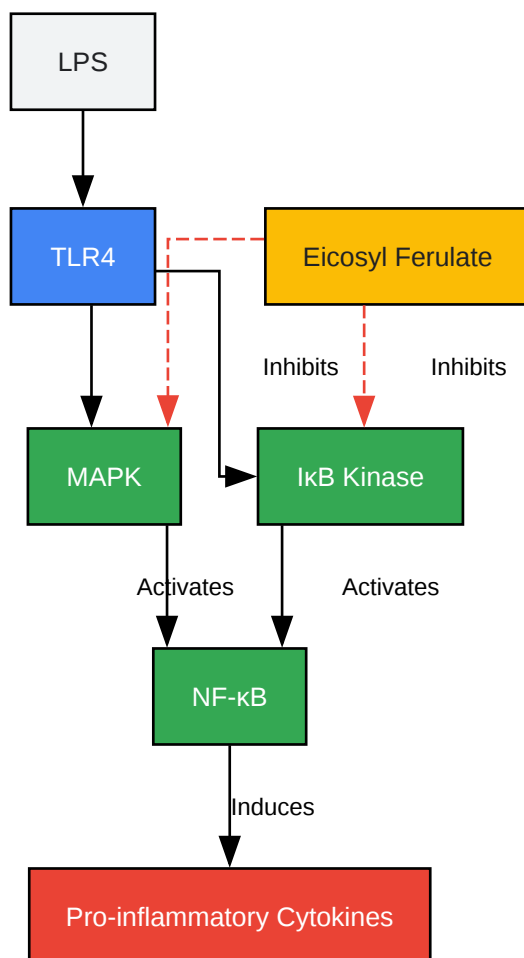 LPS
TLR4
Eicosyl Ferulate
Inhibits
Inhibits
MAPK
IκB Kinase
Activates
Activates
NF-κB
Induces
Pro-inflammatory Cytokines